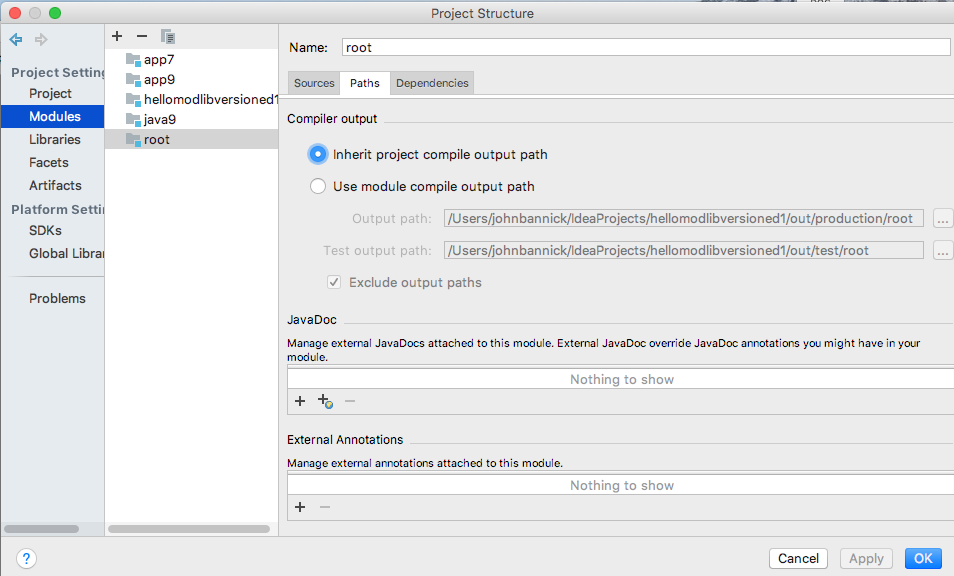 Project Structure
Project Setting
Project
Modules
Libraries
Facets
Artifacts
Platform Setti
SDKs
Global Librar
Problems
app7
app9
hellomodlibversioned1
java9
root
Name:
root
Sources
Paths
Dependencies
Compiler output
Inherit project compile output path
Use module compile output path
Output path:
/Users/johnbannick/IdeaProjects/hellomodlibversioned1/out/production/root
...
Test output path:
/Users/johnbannick/IdeaProjects/hellomodlibversioned1/out/test/root
...
Exclude output paths
JavaDoc
Manage external JavaDocs attached to this module. External JavaDoc override JavaDoc annotations you might have in your
module.
Nothing to show
External Annotations
Manage external annotations attached to this module.
Nothing to show
?
Cancel
Apply
OK